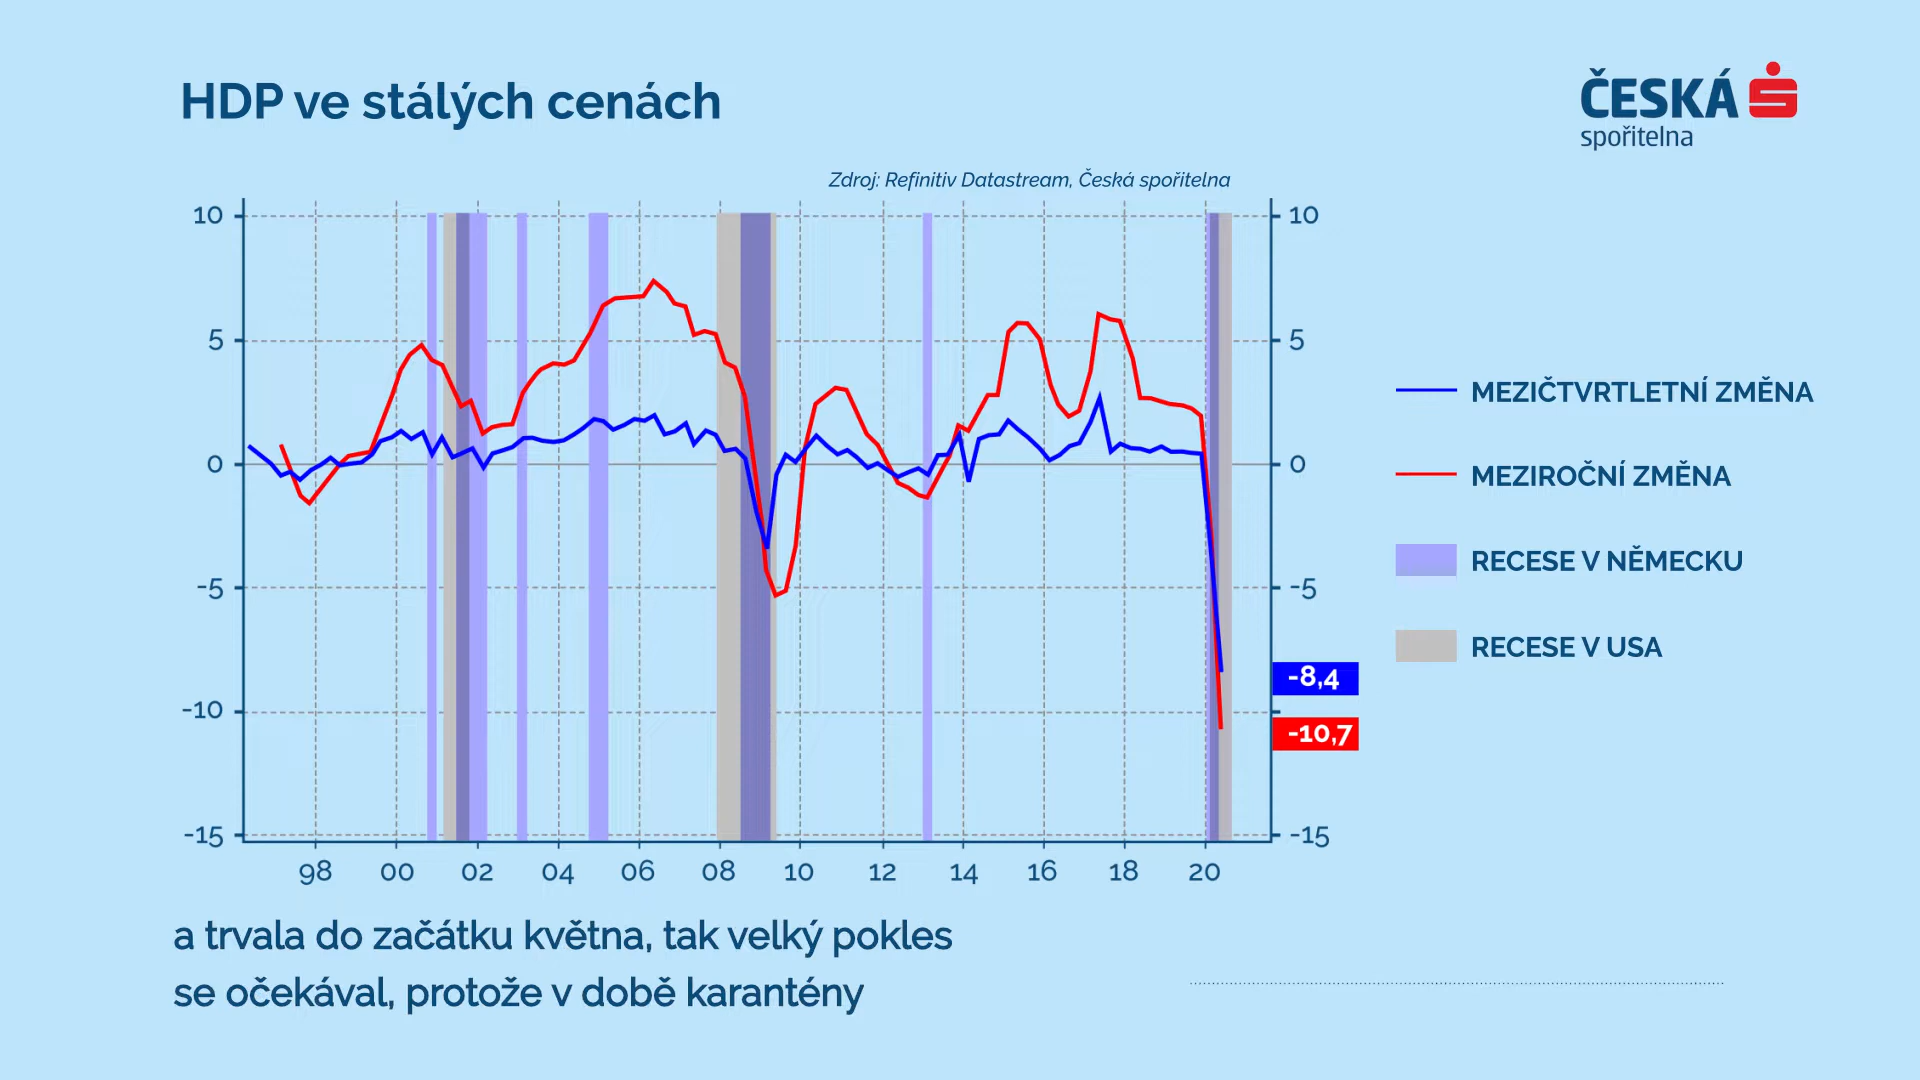 HDP ve stálých cenách
ČESKÁ
spořitelna
Zdroj: Refinitiv Datastream, Česká spořitelna
10 10
5 5
0 0
-5 -5
-8,4
-10
-10,7
-15 -15
98 00 02 04 06 08 10 12 14 16 18 20
MEZIČTVRTLETNÍ ZMĚNA
MEZIROČNÍ ZMĚNA
RECESE V NĚMECKU
RECESE V USA
a trvala do začátku května, tak velký pokles
se očekával, protože v době karantény